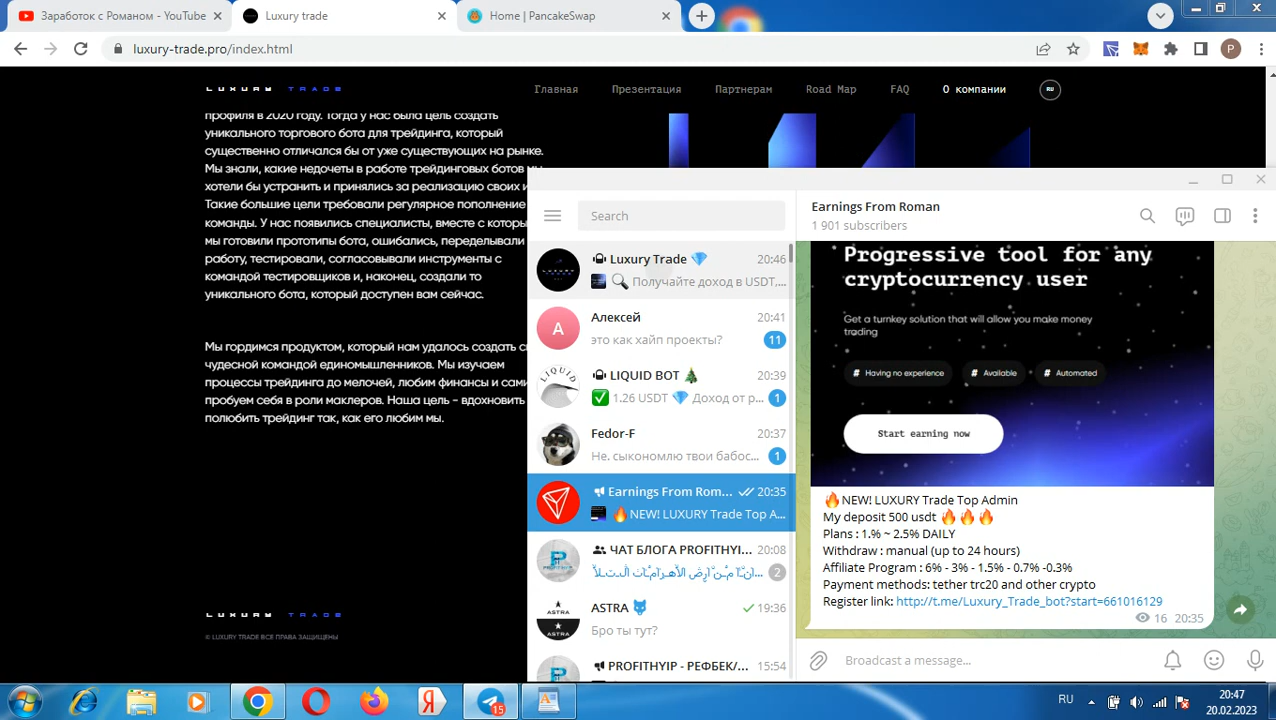 Заработок с Романом - YouTube
Luxury trade
Home | PancakeSwap
luxury-trade.pro/index.html
P
LUXURY TRADE
Главная
Презентация
Партнерам
Road Map
FAQ
О компании
RU
профиля в 2020 году. Тогда у нас была цель создать
уникального торгового бота для трейдинга, который
существенно отличался бы от уже существующих на рынке.
Мы знали, какие недочеты в работе трейдинговых ботов мы
хотели бы устранить и принялись за реализацию своих и
Такие большие цели требовали регулярное пополнение
команды. У нас появились специалисты, вместе с которы
мы готовили прототипы бота, ошибались, переделывали
работу, тестировали, согласовывали инструменты с
командой тестировщиков и, наконец, создали то
уникального бота, который доступен вам сейчас.
Мы гордимся продуктом, который нам удалось создать с
чудесной командой единомышленников. Мы изучаем
процессы трейдинга до мелочей, любим финансы и сами
пробуем себя в роли маклеров. Наша цель - вдохновить
полюбить трейдинг так, как его любим мы.
LUXURY TRADE
© LUXURY TRADE ВСЕ ПРАВА ЗАЩИЩЕНЫ
Search
Luxury Trade 💎 20:46
🔍 Получайте доход в USDT,...
А
Алексей 20:41
это как хайп проекты? 11
LIQUID
LIQUID BOT 🎄 20:39
✅ 1.26 USDT 💎 Доход от р... 1
Fedor-F 20:37
Не, сыкономлю твои бабос... 1
Earnings From Rom... 20:35
🔥NEW! LUXURY Trade Top A...
ЧАТ БЛОГА PROFITHYI... 20:08
2
ASTRA
ASTRA 19:36
Бро ты тут?
PROFITHYIP - РЕФБЕК/... 15:54
Earnings From Roman
1 901 subscribers
Progressive tool for any
cryptocurrency user
Get a turnkey solution that will allow you make money
trading
# Having no experience
# Available
# Automated
Start earning now
🔥NEW! LUXURY Trade Top Admin
My deposit 500 usdt 🔥🔥🔥
Plans : 1.% ~ 2.5% DAILY
Withdraw : manual (up to 24 hours)
Affiliate Program : 6% - 3% - 1.5% - 0.7% -0.3%
Payment methods: tether trc20 and other crypto
Register link: http://t.me/Luxury_Trade_bot?start=661016129
16 20:35
Broadcast a message...
15
RU
20:47
20.02.2023